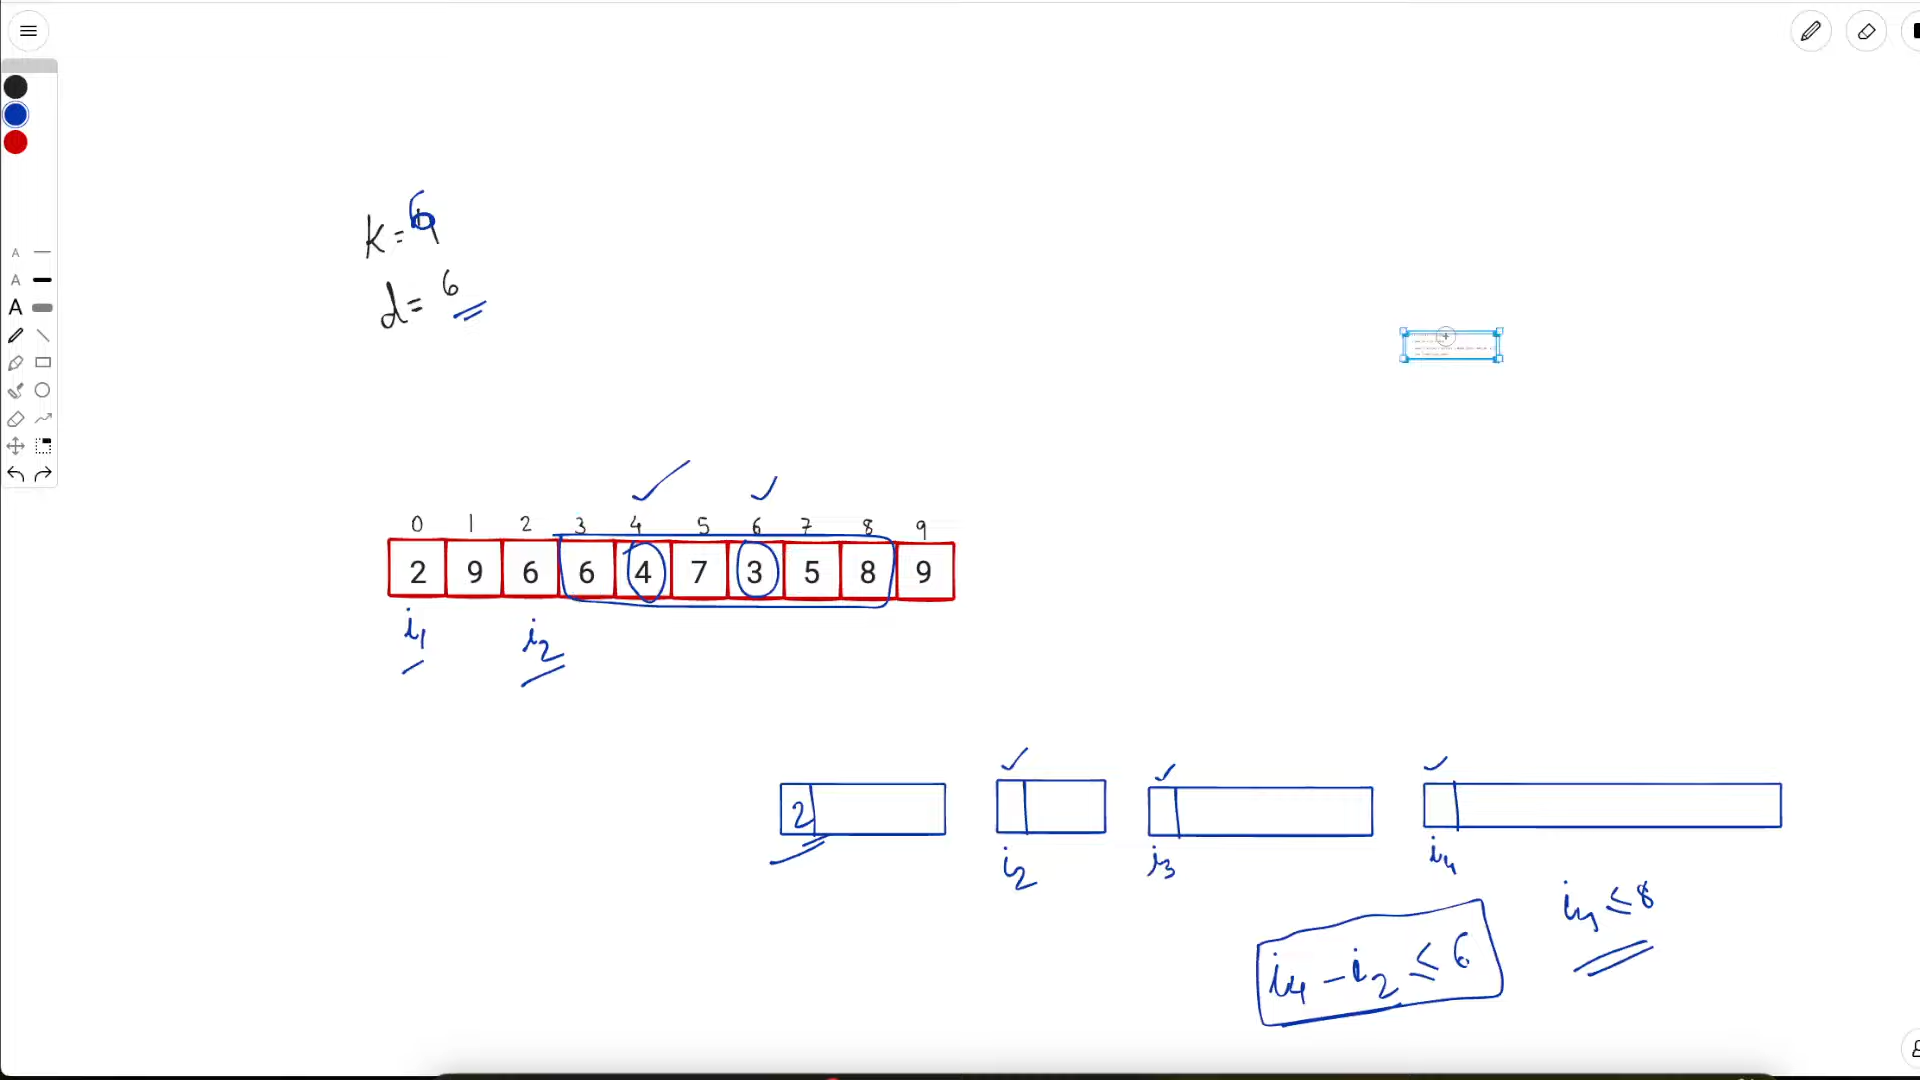 A
A
A
d= 6
0 1 2 3 4 5 6 7 8 9
2 9 6 6 4 7 3 5 8 9
i1 i2
2
i2 i3 i4
i4 ≤ 8
i4 - i2 ≤ 6